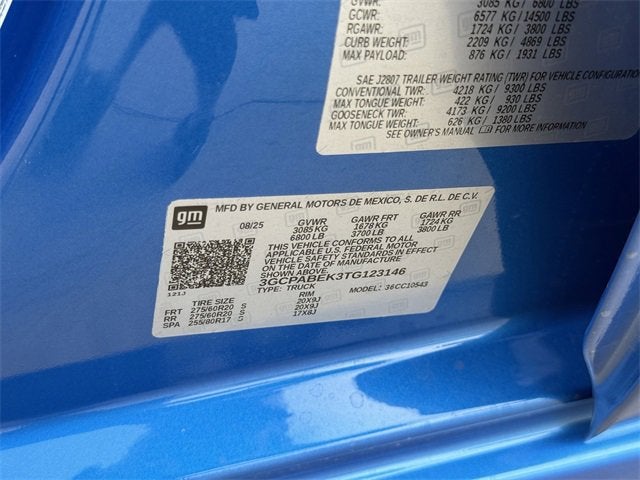 GVWR: 3085 KG / 6800 LBS
GCWR: 6577 KG / 14500 LBS
RGAWR: 1724 KG / 3800 LBS
CURB WEIGHT: 2209 KG / 4869 LBS
MAX PAYLOAD: 876 KG / 1931 LBS
SAE J2807 TRAILER WEIGHT RATING (TWR) FOR VEHICLE CONFIGURATION
CONVENTIONAL TWR: 4218 KG / 9300 LBS
MAX TONGUE WEIGHT: 422 KG / 930 LBS
GOOSENECK TWR: 4173 KG / 9200 LBS
MAX TONGUE WEIGHT: 626 KG / 1380 LBS
SEE OWNER'S MANUAL FOR MORE INFORMATION
gm
MFD BY GENERAL MOTORS DE MEXICO, S. DE R.L. DE C.V.
08/25 GVWR GAWR FRT GAWR RR
3085 KG 1678 KG 1724 KG
6800 LB 3700 LB 3800 LB
THIS VEHICLE CONFORMS TO ALL
APPLICABLE U.S. FEDERAL MOTOR
VEHICLE SAFETY STANDARDS IN EFFECT
ON THE DATE OF MANUFACTURE
SHOWN ABOVE.
3GCPABEK3TG123146
TYPE: TRUCK MODEL: 36CC10543
121J
TIRE SIZE RIM
FRT 275/60R20 S 20X9J
RR 275/60R20 S 20X9J
SPA 255/80R17 S 17X8J